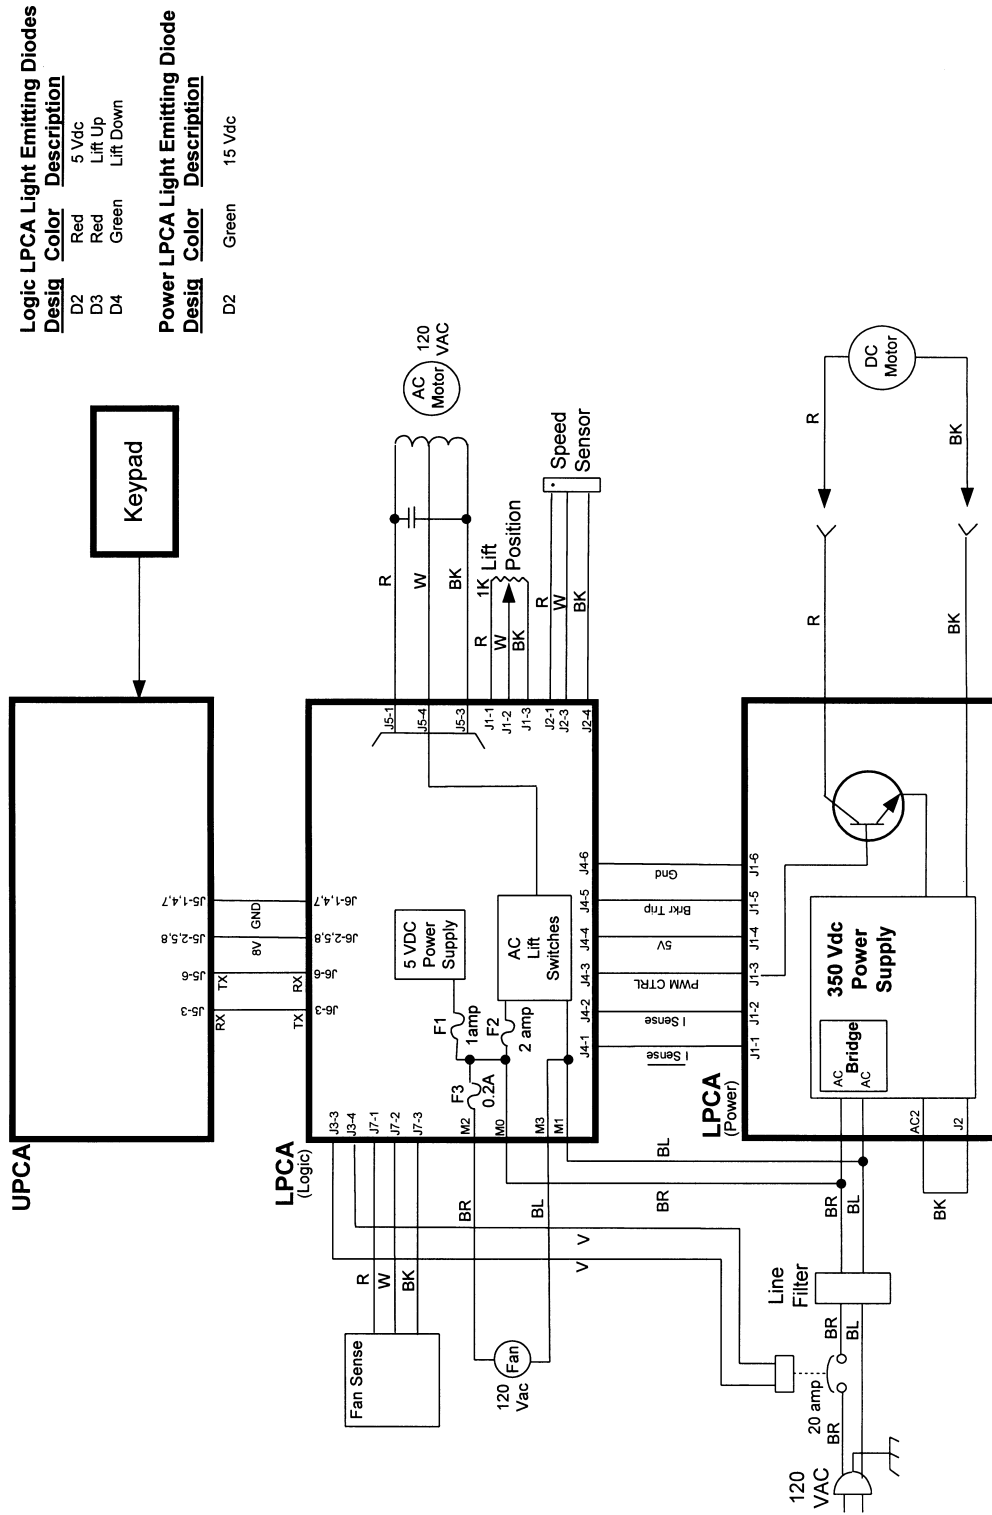 Logic LPCA Light Emitting Diodes
Desig Color Description
D2 Red 5 Vdc
D3 Red Lift Up
D4 Green Lift Down
Power LPCA Light Emitting Diode
Desig Color Description
D2 Green 15 Vdc
Keypad
UPCA
J5-3
J5-6
J5-2,5,8
J5-1,4,7
RX
TX
8V
GND
TX
RX
J6-3
J6-6
J6-2,5,8
J6-1,4,7
LPCA
(Logic)
J3-3
J3-4
J7-1
J7-2
J7-3
M2
M0
M3
M1
F3
0.2A
F1
1amp
F2
2 amp
5 VDC
Power
Supply
AC
Lift
Switches
J5-1
J5-4
J5-3
J1-1
J1-2
J1-3
J2-1
J2-3
J2-4
R
W
BK
AC
Motor
120
VAC
R
W
BK
1K
Lift
Position
R
W
BK
Speed
Sensor
J4-1
J4-2
J4-3
J4-4
J4-5
J4-6
I Sense
I Sense
PWM CTRL
5V
Brkr Trip
Gnd
J1-1
J1-2
J1-3
J1-4
J1-5
J1-6
LPCA
(Power)
350 Vdc
Power
Supply
Bridge
AC
AC
AC2
J2
BK
R
BK
R
BK
DC
Motor
Fan Sense
R
W
BK
BR
BL
Fan
120
Vac
V
V
BR
BL
BR
BL
Line
Filter
BR
BL
20 amp
BR
120
VAC